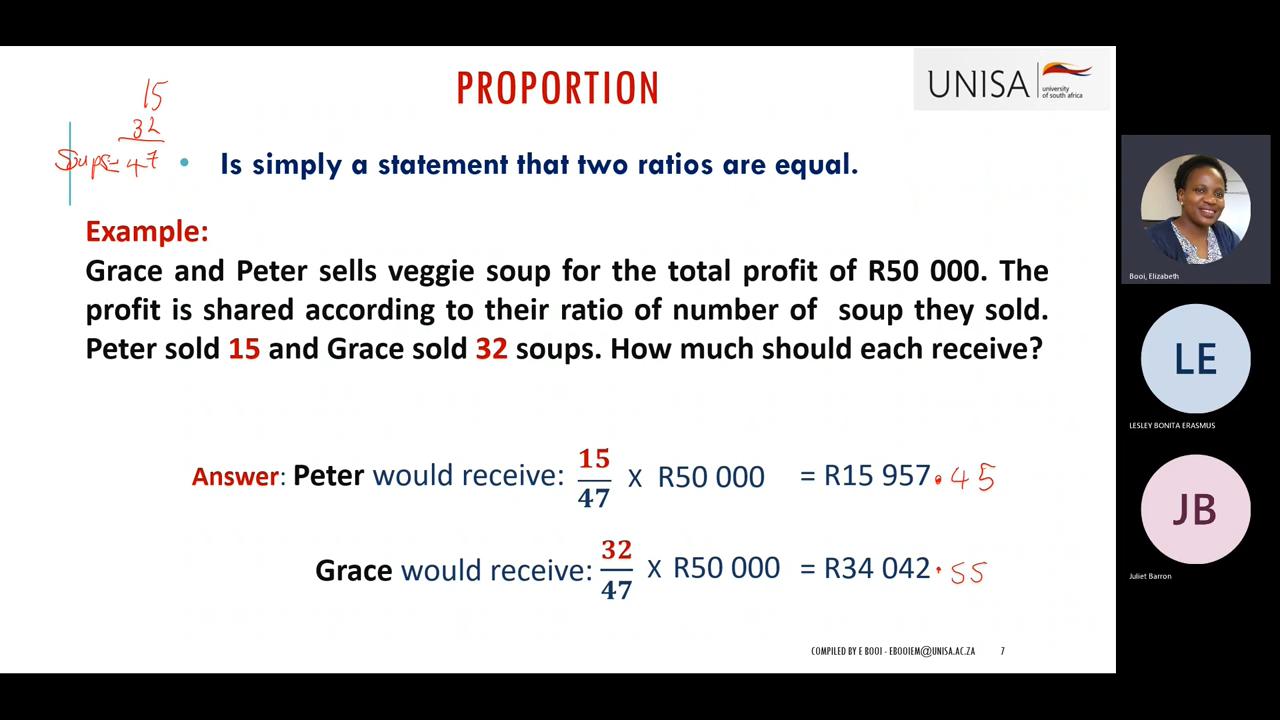 15
32
Soups = 47
PROPORTION
UNISA
university
of south africa
• Is simply a statement that two ratios are equal.
Example:
Grace and Peter sells veggie soup for the total profit of R50 000. The
profit is shared according to their ratio of number of soup they sold.
Peter sold 15 and Grace sold 32 soups. How much should each receive?
Answer: Peter would receive: 15/47 x R50 000 = R15 957.45
Grace would receive: 32/47 x R50 000 = R34 042.55
COMPILED BY E BOOI - EBOOIEM@UNISA.AC.ZA 7
Booi, Elizabeth
LE
LESLEY BONITA ERASMUS
JB
Juliet Barron